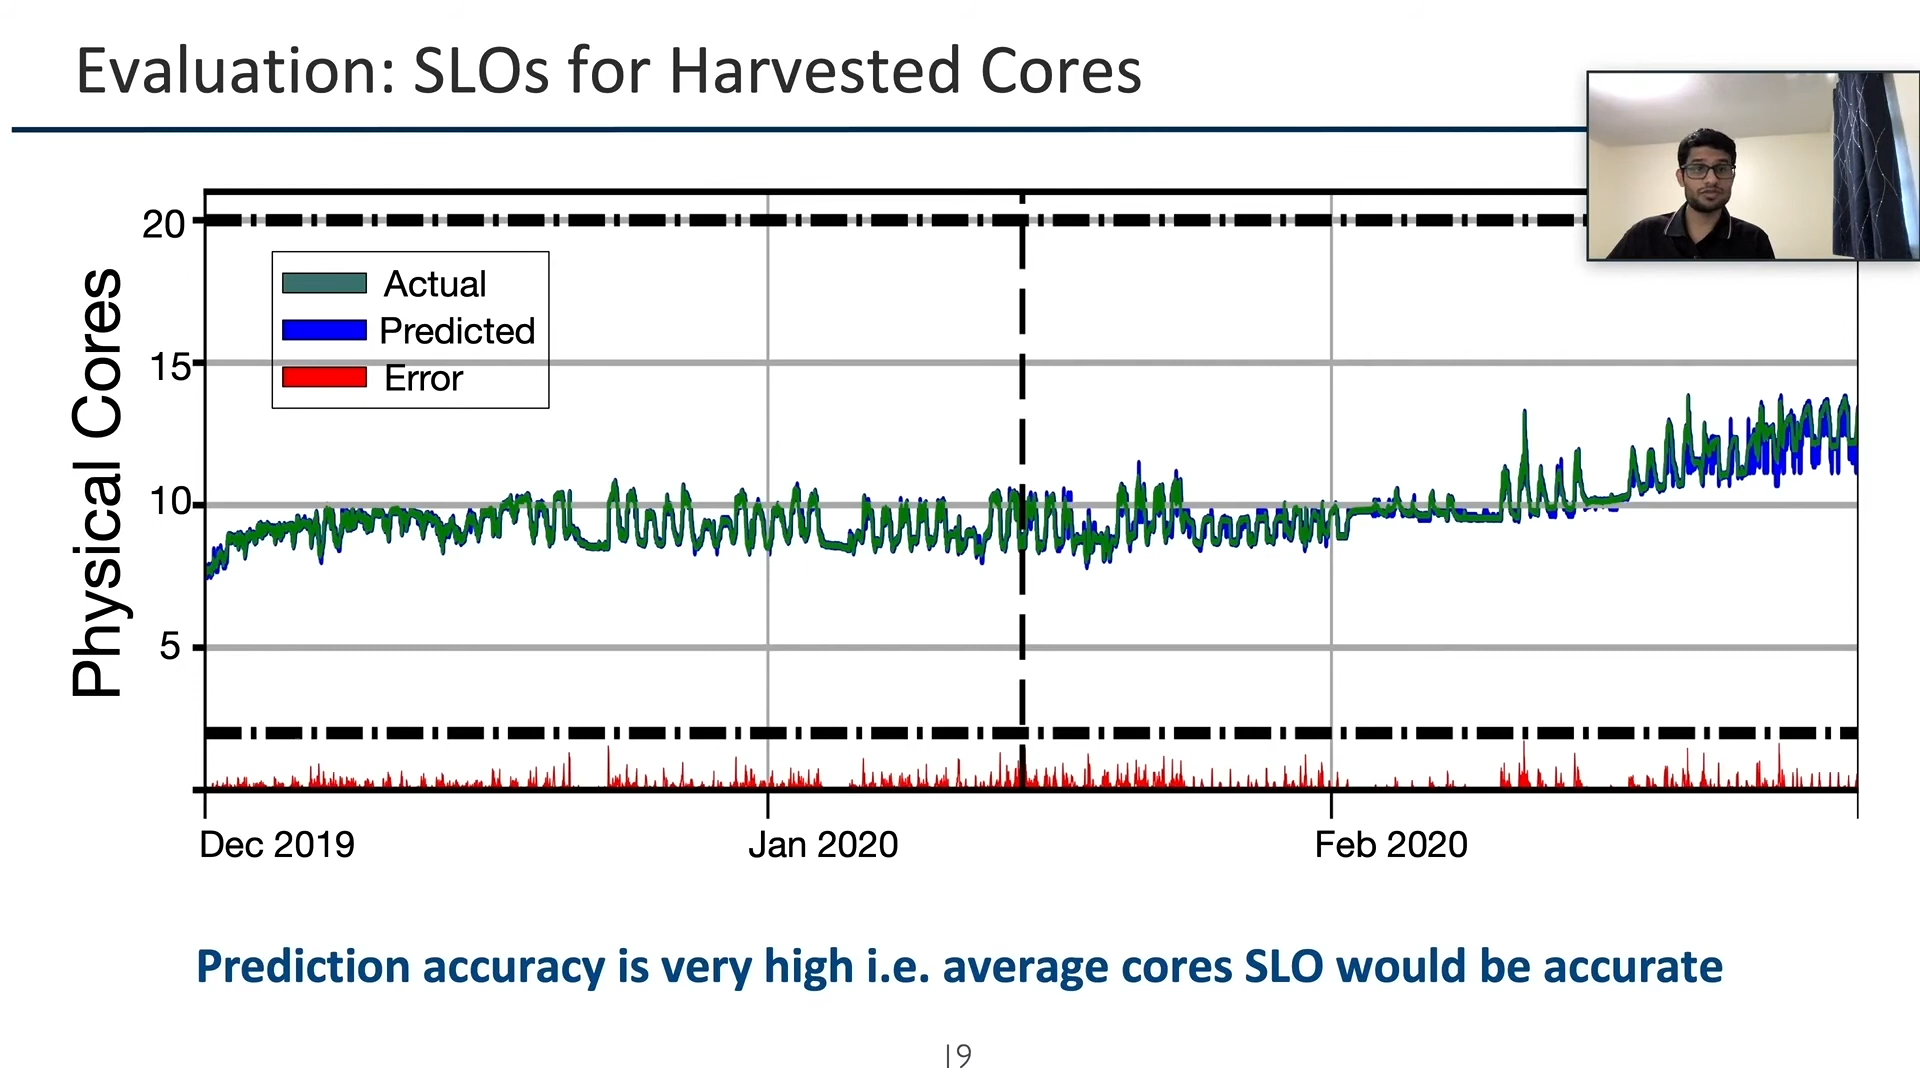 Evaluation: SLOs for Harvested Cores
20
Actual
Predicted
15
Error
Physical Cores
10
5
Dec 2019
Jan 2020
Feb 2020
Prediction accuracy is very high i.e. average cores SLO would be accurate
19